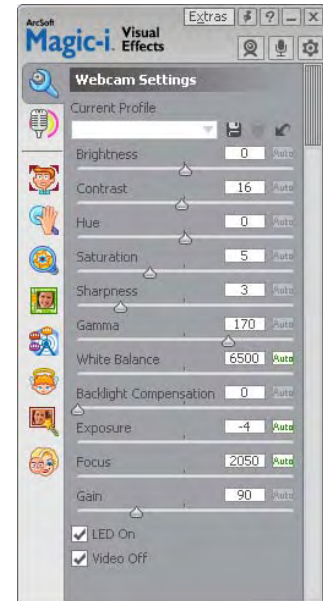 Extras ? _ X
ArcSoft
Magic-i. Visual Effects
Webcam Settings
Current Profile
Brightness 0 Auto
Contrast 16 Auto
Hue 0 Auto
Saturation 5 Auto
Sharpness 3 Auto
Gamma 170 Auto
White Balance 6500 Auto
Backlight Compensation 0 Auto
Exposure -4 Auto
Focus 2050 Auto
Gain 90 Auto
LED On
Video Off